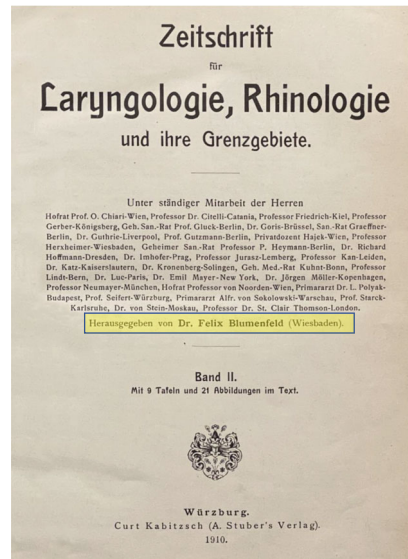 Zeitschrift
für
Laryngologie, Rhinologie
und ihre Grenzgebiete.
Unter ständiger Mitarbeit der Herren
Hofrat Prof. O. Chiari-Wien, Professor Dr. Citelli-Catania, Professor Friedrich-Kiel, Professor
Gerber-Königsberg, Geh. San.-Rat Prof. Gluck-Berlin, Dr. Goris-Brüssel, San.-Rat Graeffner-
Berlin, Dr. Guthrie-Liverpool, Prof. Gutzmann-Berlin, Privatdozent Hajek-Wien, Professor
Herxheimer-Wiesbaden, Geheimer San.-Rat Professor P. Heymann-Berlin, Dr. Richard
Hoffmann-Dresden, Dr. Imhofer-Prag, Professor Jurasz-Lemberg, Professor Kan-Leiden,
Dr. Katz-Kaiserslautern, Dr. Kronenberg-Solingen, Geh. Med.-Rat Kuhnt-Bonn, Professor
Lindt-Bern, Dr. Luc-Paris, Dr. Emil Mayer-New York, Dr. Jörgen Möller-Kopenhagen,
Professor Neumayer-München, Hofrat Professor von Noorden-Wien, Primararzt Dr. L. Polyak-
Budapest, Prof. Seifert-Würzburg, Primararzt Alfr. von Sokolowski-Warschau, Prof. Starck-
Karlsruhe, Dr. von Stein-Moskau, Professor Dr. St. Clair Thomson-London.
Herausgegeben von Dr. Felix Blumenfeld (Wiesbaden).
Band II.
Mit 9 Tafeln und 21 Abbildungen im Text.
Würzburg.
Curt Kabitzsch (A. Stuber's Verlag).
1910.